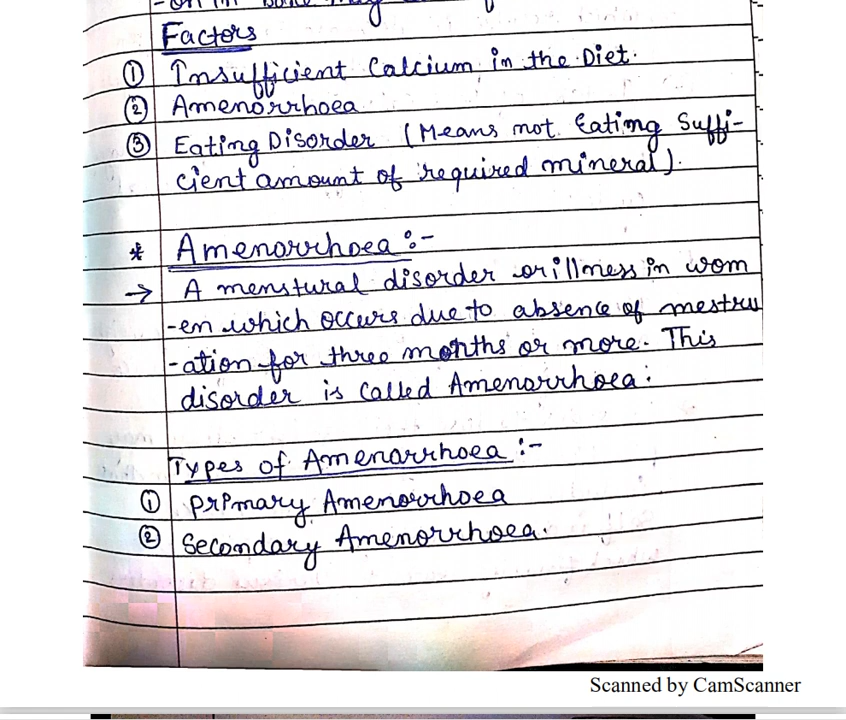 Factors
① Insufficient Calcium in the Diet.
② Amenorrhoea
③ Eating Disorder (Means not Eating Suffi-
cient amount of required mineral).
* Amenorrhoea :-
→ A menstural disorder or illness in wom
-en which occurs due to absence of mestru
-ation for three months or more. This
disorder is called Amenorrhoea :
Types of Amenarrhoea :-
① Primary Amenorrhoea
② Secondary Amenorrhoea.
Scanned by CamScanner